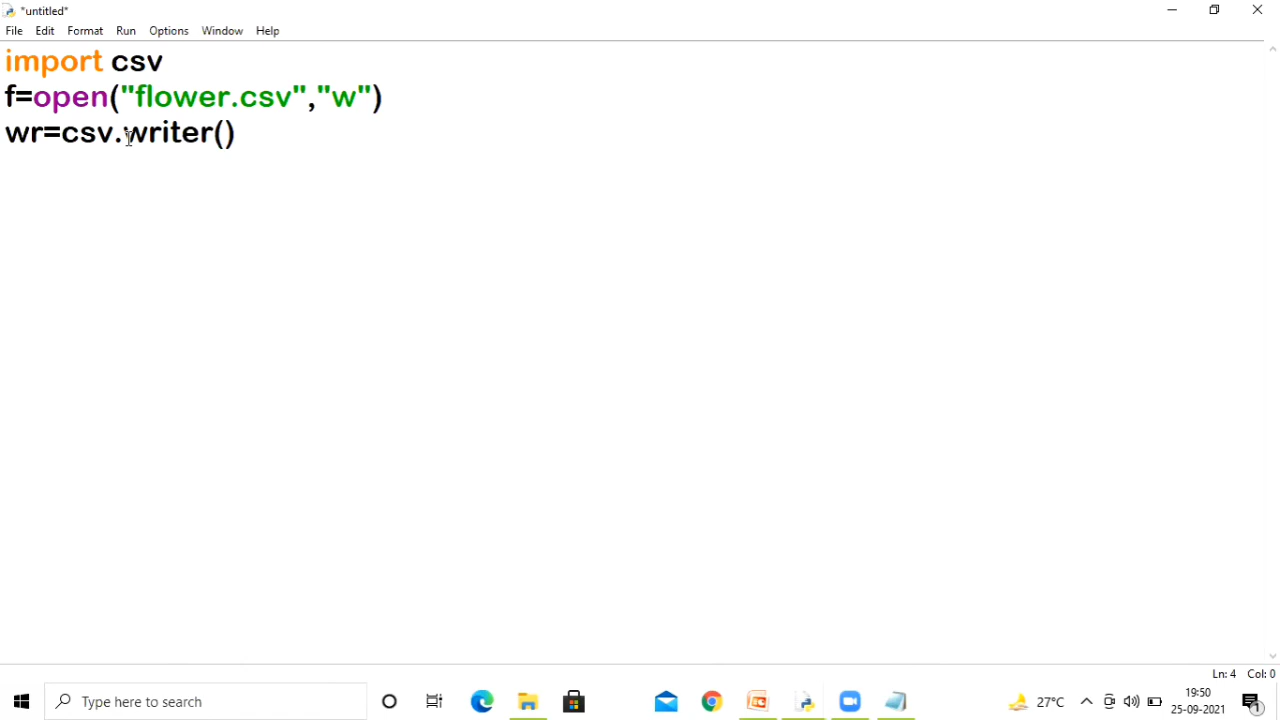 *untitled*
File Edit Format Run Options Window Help
import csv
f=open("flower.csv","w")
wr=csv.writer()
Ln: 4 Col: 0
Type here to search
27°C
19:50
25-09-2021
1